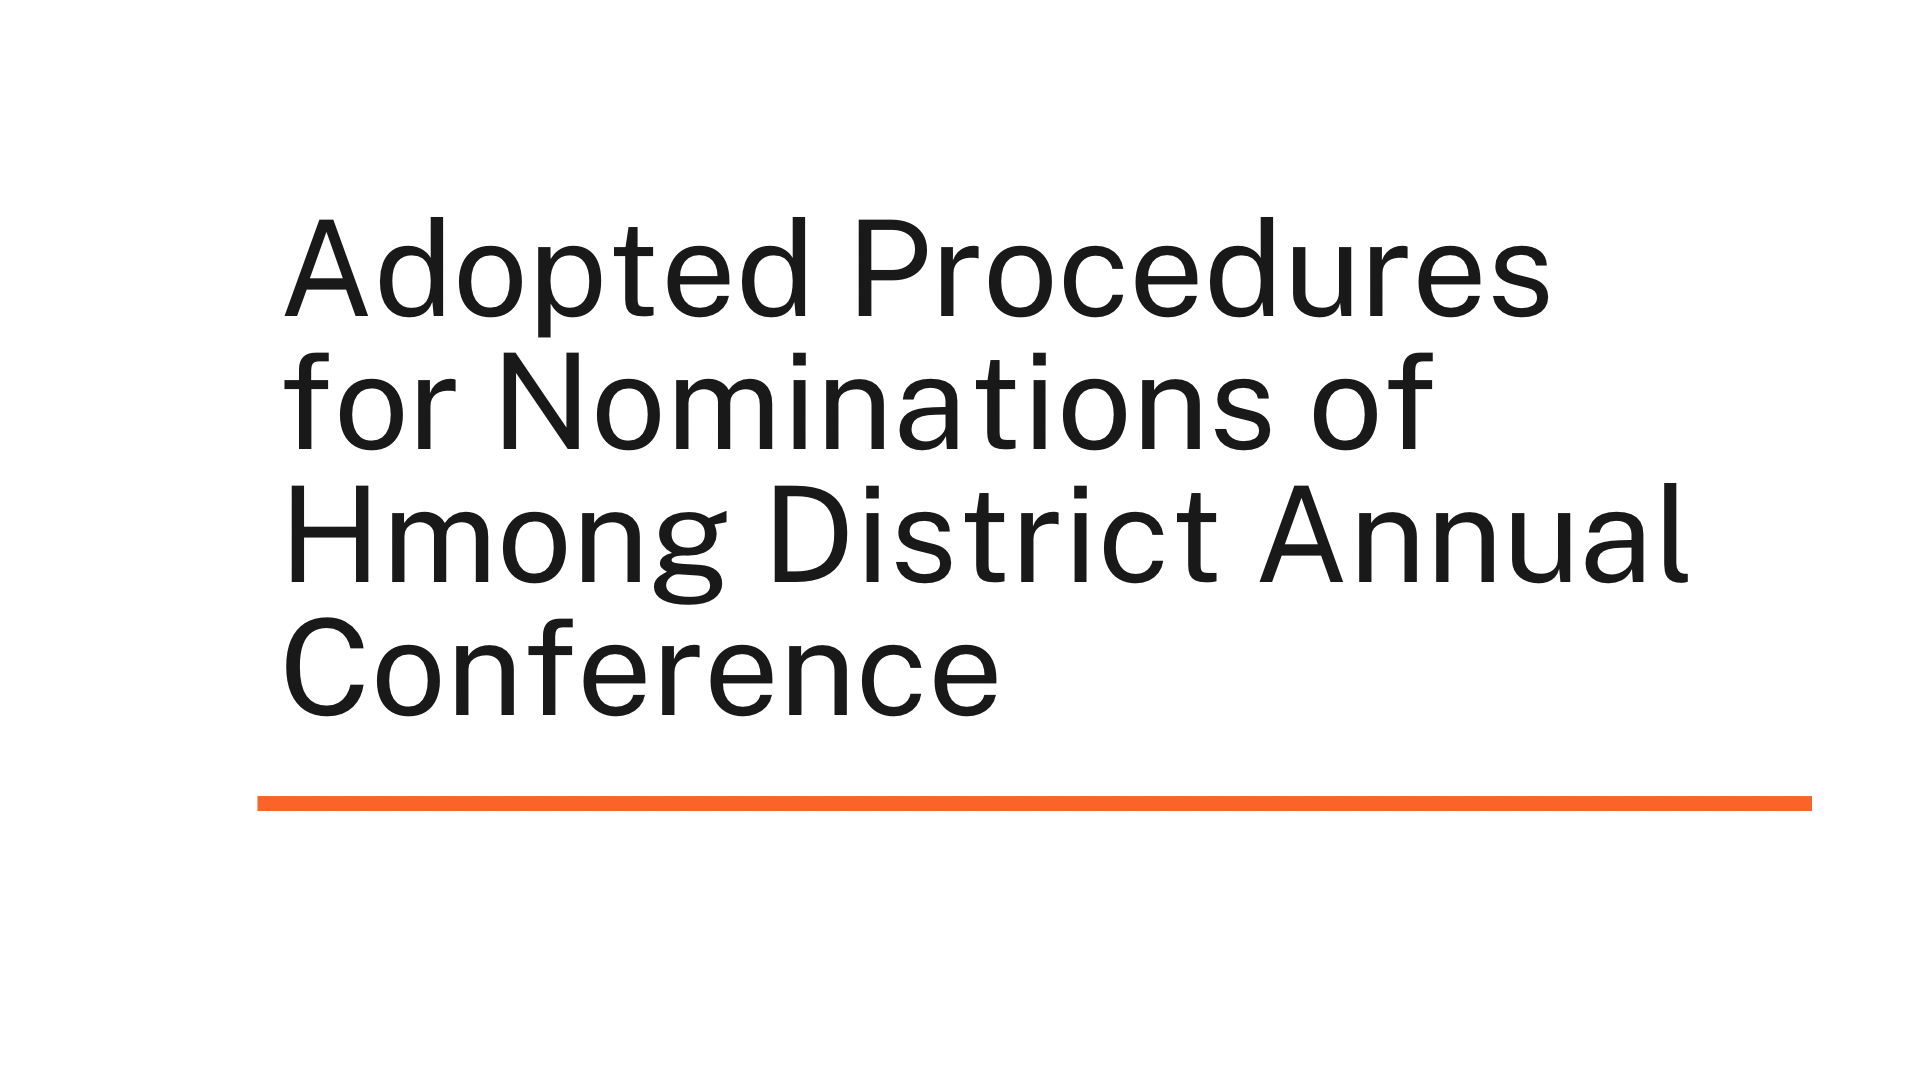 Adopted Procedures
for Nominations of
Hmong District Annual
Conference